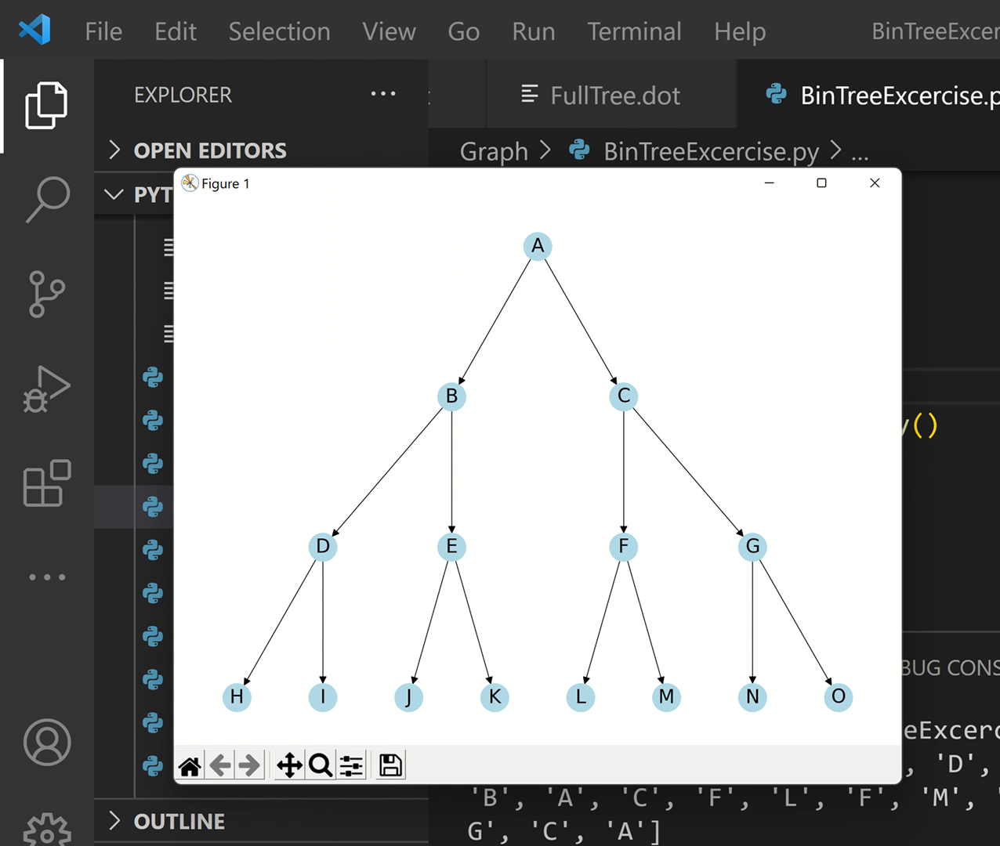 File Edit Selection View Go Run Terminal Help BinTreeExcer
EXPLORER ... FullTree.dot BinTreeExcercise.p
OPEN EDITORS Graph > BinTreeExcercise.py > ...
PYT
Figure 1
A
B C
()
D E F G
BUG CONS
H I J K L M N O
eExcerc
, 'D',
'B', 'A', 'C', 'F', 'L', 'F', 'M', '
G', 'C', 'A']
OUTLINE